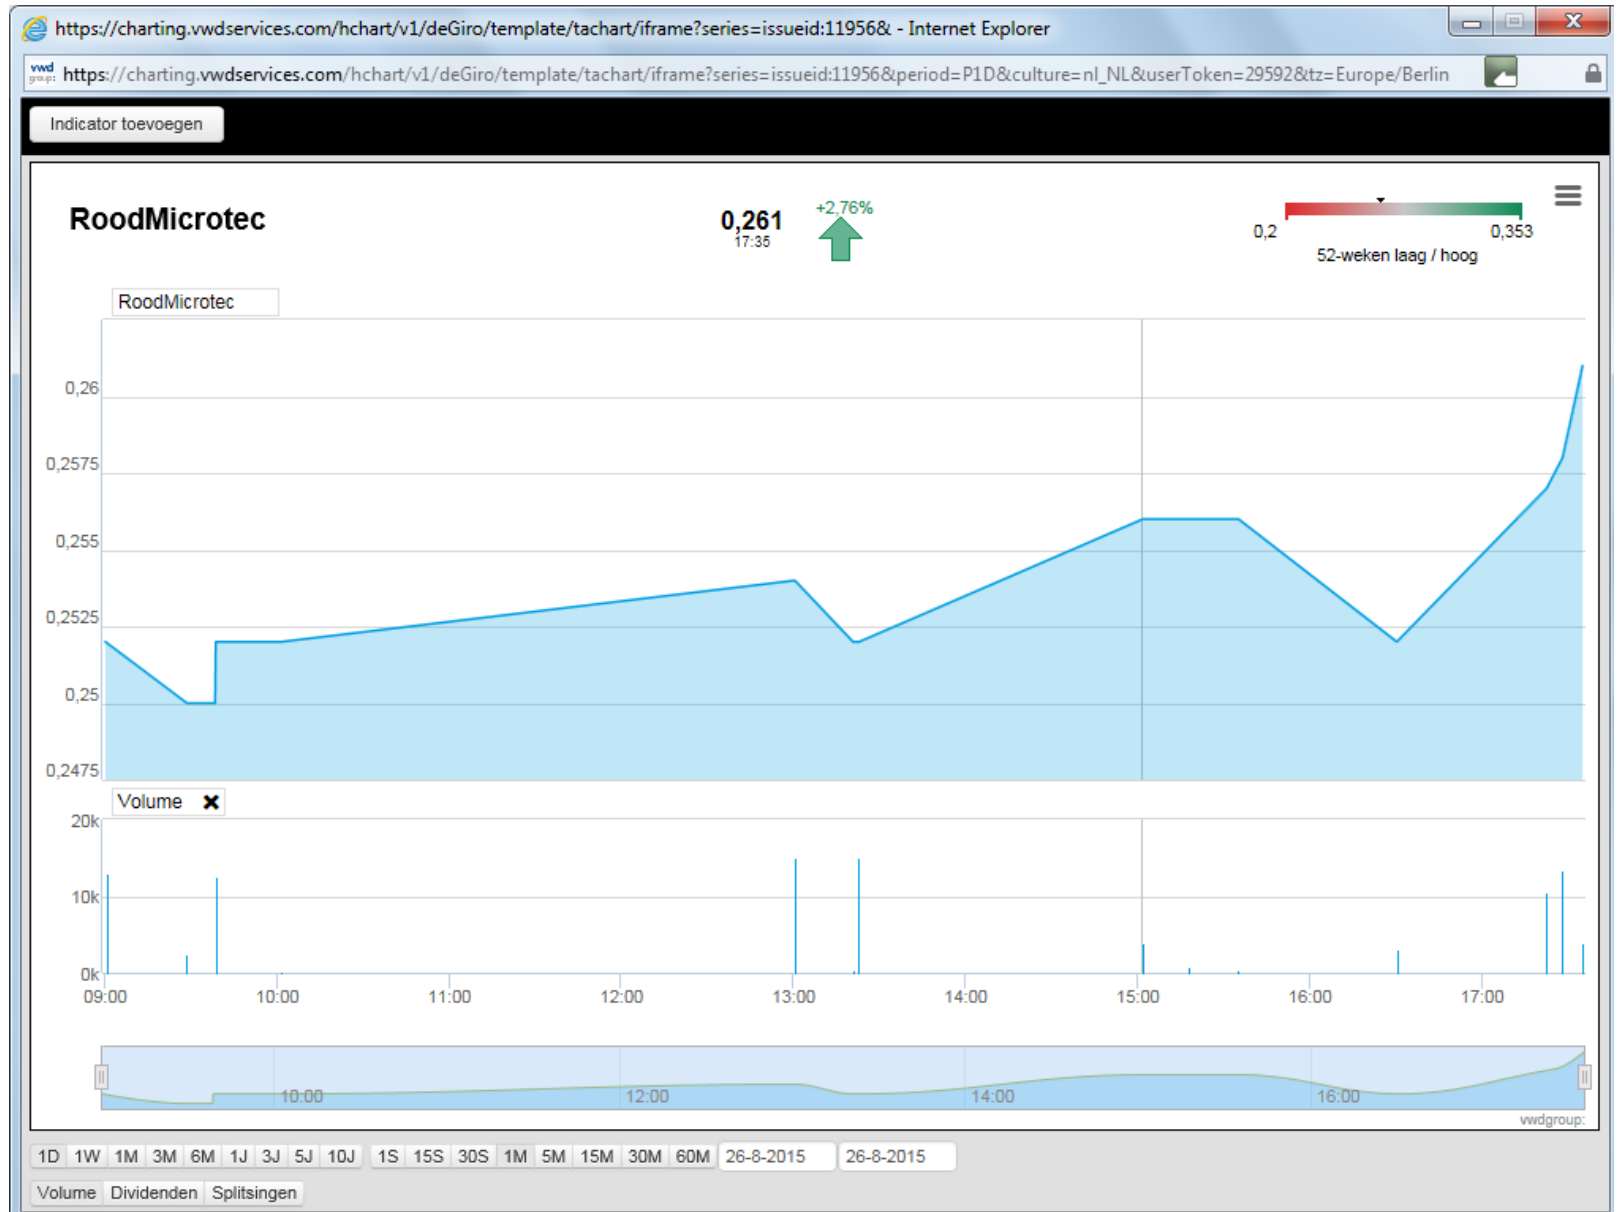 https://charting.vwdservices.com/hchart/v1/deGiro/template/tachart/iframe?series=issueid:11956& - Internet Explorer
vwd group: https://charting.vwdservices.com/hchart/v1/deGiro/template/tachart/iframe?series=issueid:11956&period=P1D&culture=nl_NL&userToken=29592&tz=Europe/Berlin
Indicator toevoegen
RoodMicrotec
0,261
17:35
+2,76%
0,2 0,353
52-weken laag / hoog
RoodMicrotec
0,26
0,2575
0,255
0,2525
0,25
0,2475
Volume
20k
10k
0k
09:00 10:00 11:00 12:00 13:00 14:00 15:00 16:00 17:00
10:00 12:00 14:00 16:00
vwdgroup:
1D 1W 1M 3M 6M 1J 3J 5J 10J 1S 15S 30S 1M 5M 15M 30M 60M 26-8-2015 26-8-2015
Volume Dividenden Splitsingen